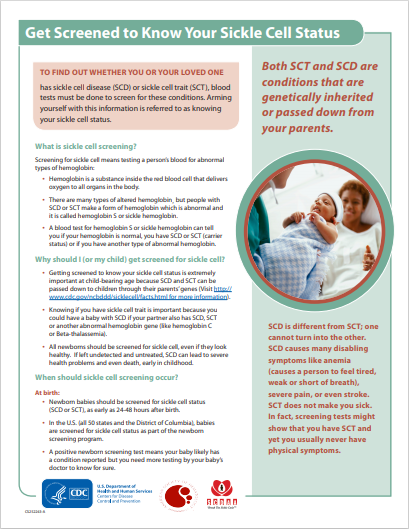 Get Screened to Know Your Sickle Cell Status
TO FIND OUT WHETHER YOU OR YOUR LOVED ONE
has sickle cell disease (SCD) or sickle cell trait (SCT), blood
tests must be done to screen for these conditions. Arming
yourself with this information is referred to as knowing
your sickle cell status.
What is sickle cell screening?
Screening for sickle cell means testing a person's blood for abnormal
types of hemoglobin:
• Hemoglobin is a substance inside the red blood cell that delivers
oxygen to all organs in the body.
• There are many types of altered hemoglobin, but people with
SCD or SCT make a form of hemoglobin which is abnormal and
it is called hemoglobin S or sickle hemoglobin.
• A blood test for hemoglobin S or sickle hemoglobin can tell
you if your hemoglobin is normal, you have SCD or SCT (carrier
status) or if you have another type of abnormal hemoglobin.
Why should I (or my child) get screened for sickle cell?
• Getting to know your sickle cell status is extremely
important at child-bearing age because SCD and SCT can
be passed down to children through their parents' genes (Visit http://
www.cdc.gov/ncbddd/sicklecell/facts.html for more information).
• Knowing if you have sickle cell trait is important because you
could have a baby with SCD if your partner also has SCD, SCT
or another abnormal hemoglobin gene (like hemoglobin C
or Beta-thalassemia).
• All newborns should be screened for sickle cell, even if they look
healthy. If left undetected and untreated, SCD can lead to severe
health problems and even death, early in childhood.
When should sickle cell screening occur?
At birth:
• Newborn babies should be screened for sickle cell status
(SCD or SCT), as early as 24-48 hours after birth.
• In the U.S. (all 50 states and the District of Columbia), babies
are screened for sickle cell status as part of the newborn
screening program.
• A positive newborn screening test means your baby likely has
a condition reported but you need more testing by your baby's
doctor to know for sure.
Both SCT and SCD are
conditions that are
genetically inherited
or passed down from
your parents.
SCD is different from SCT; one
cannot turn into the other.
SCD causes many disabling
symptoms like anemia
(causes a person to feel tired,
weak or short of breath),
severe pain, or even stroke.
SCT does not make you sick.
In fact, screening tests might
show that you have SCT and
yet you usually never have
physical symptoms.
CDC
U.S. Department of
Health and Human Services
Centers for Disease
Control and Prevention